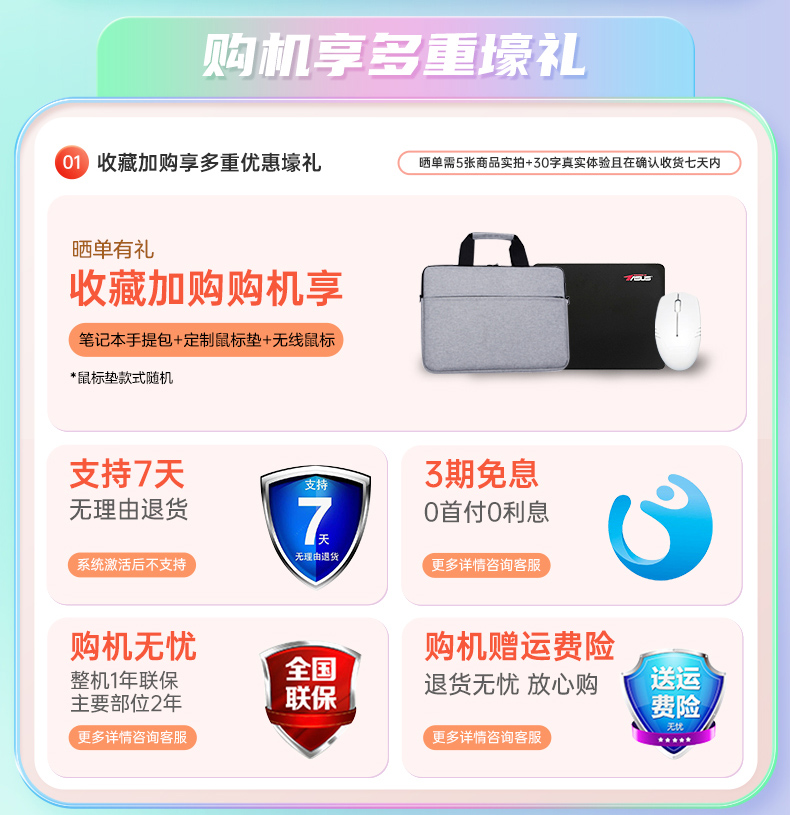 购机享多重壕礼
01 收藏加购享多重优惠壕礼
晒单需5张商品实拍+30字真实体验且在确认收货七天内
晒单有礼
收藏加购购机享
笔记本手提包+定制鼠标垫+无线鼠标
*鼠标垫款式随机
ASUS
支持7天
无理由退货
系统激活后不支持
支持
7天
无理由退货
3期免息
0首付0利息
更多详情咨询客服
购机无忧
整机1年联保
主要部位2年
更多详情咨询客服
全国
联保
购机赠运费险
退货无忧 放心购
更多详情咨询客服
送运
费险
无忧